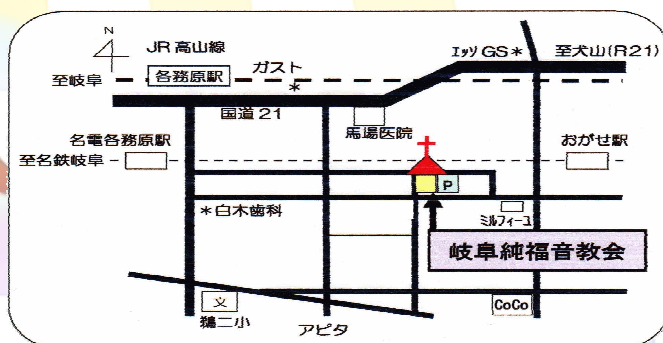 N
JR高山線
ｴｯｿGS*
至犬山(R21)
至岐阜
各務原駅
ガスト
*
国道21
馬場医院
名電各務原駅
おがせ駅
至名鉄岐阜
P
*白木歯科
ミルフィーユ
岐阜純福音教会
文
鵜二小
アピタ
CoCo